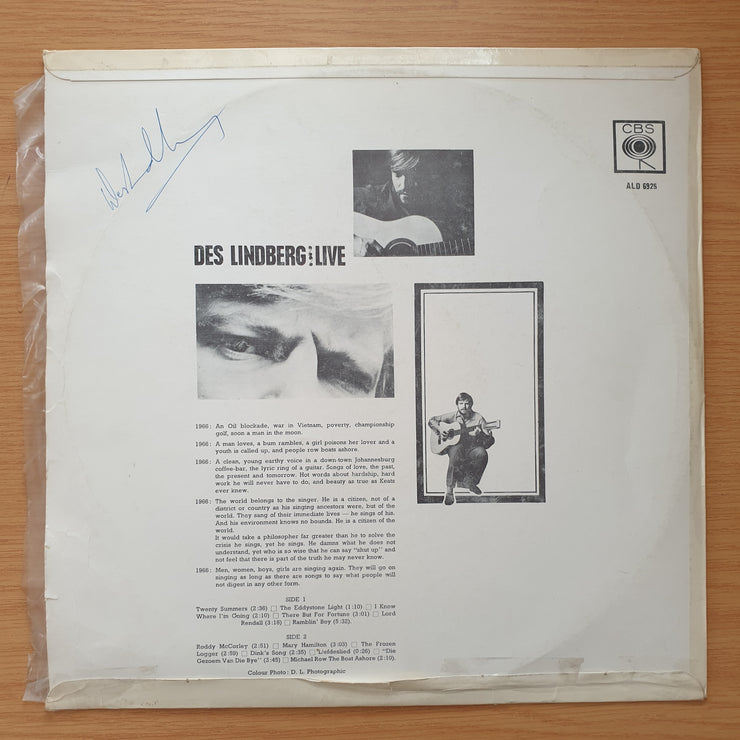 CBS
ALD 6925
DES LINDBERG:LIVE
1966: An Oil blockade, war in Vietnam, poverty, championship
golf, soon a man in the moon.
1966: A man loves, a bum rambles, a girl poisons her lover and a
youth is called up, and people row boats ashore.
1966: A clean, young earthy voice in a down-town Johannesburg
coffee-bar, the lyric ring of a guitar. Songs of love, the past,
the present and tomorrow. Hot words about hardship, hard
work he will never have to do, and beauty as true as Keats
ever knew.
1966: The world belongs to the singer. He is a citizen, not of a
district or country as his singing ancestors were, but of the
world. They sang of their immediate lives — he sings of his.
And his environment knows no bounds. He is a citizen of the
world.
It would take a philosopher far greater than he to solve the
crisis he sings, yet he sings. He damns what he does not
understand, yet who is so wise that he can say "shut up" and
not feel that there is part of the truth he may never know.
1966: Men, women, boys, girls are singing again. They will go on
singing as long as there are songs to say what people will
not digest in any other form.
SIDE 1
Twenty Summers (2:36) □ The Eddystone Light (1:10) □ I Know
Where I'm Going (2:10) □ There But For Fortune (3:01) □ Lord
Rendall (3:18) □ Ramblin' Boy (5:32).
SIDE 2
Roddy McCorley (2:51) □ Mary Hamilton (3:03) □ The Frozen
Logger (2:59) □ Dink's Song (2:35) □ "Liefdeslied (0:26) □ "Die
Gezoem Van Die Bye" (3:45) □ Michael Row The Boat Ashore (2:10).
Colour Photo: D. L. Photographic